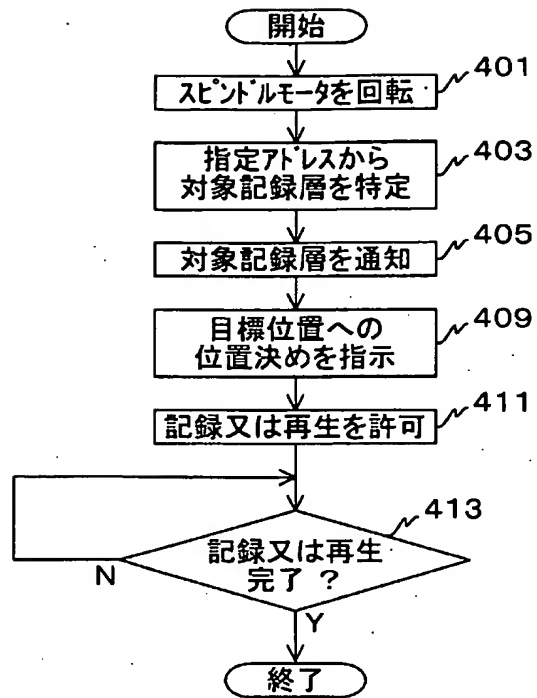 開始
スピンドルモータを回転
401
指定アドレスから
対象記録層を特定
403
対象記録層を通知
405
目標位置への
位置決めを指示
409
記録又は再生を許可
411
413
記録又は再生
完了 ?
N
Y
終了